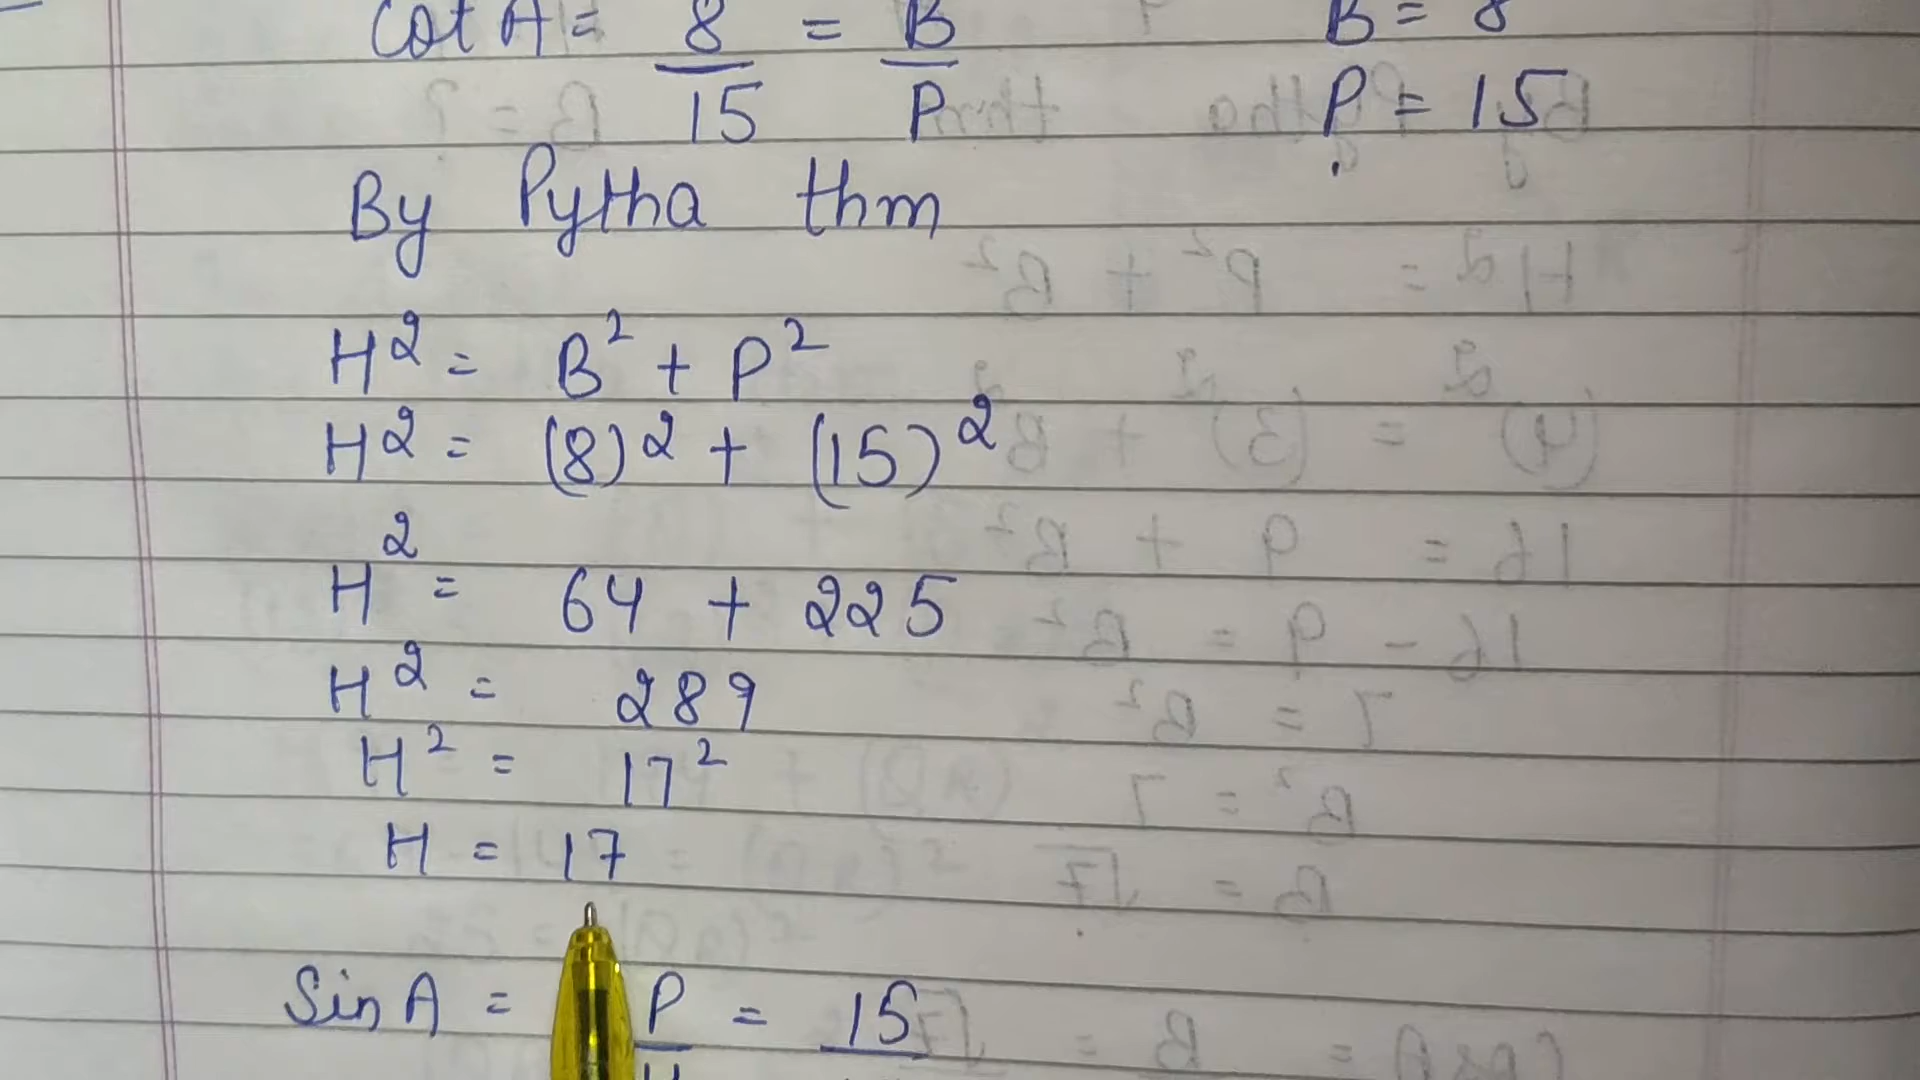 Cot A = 8/15 = B/P B = 8
P = 15
By Pytha thm
H² = B² + P²
H² = (8)² + (15)²
H² = 64 + 225
H² = 289
H² = 17²
H = 17
Sin A = P/H = 15